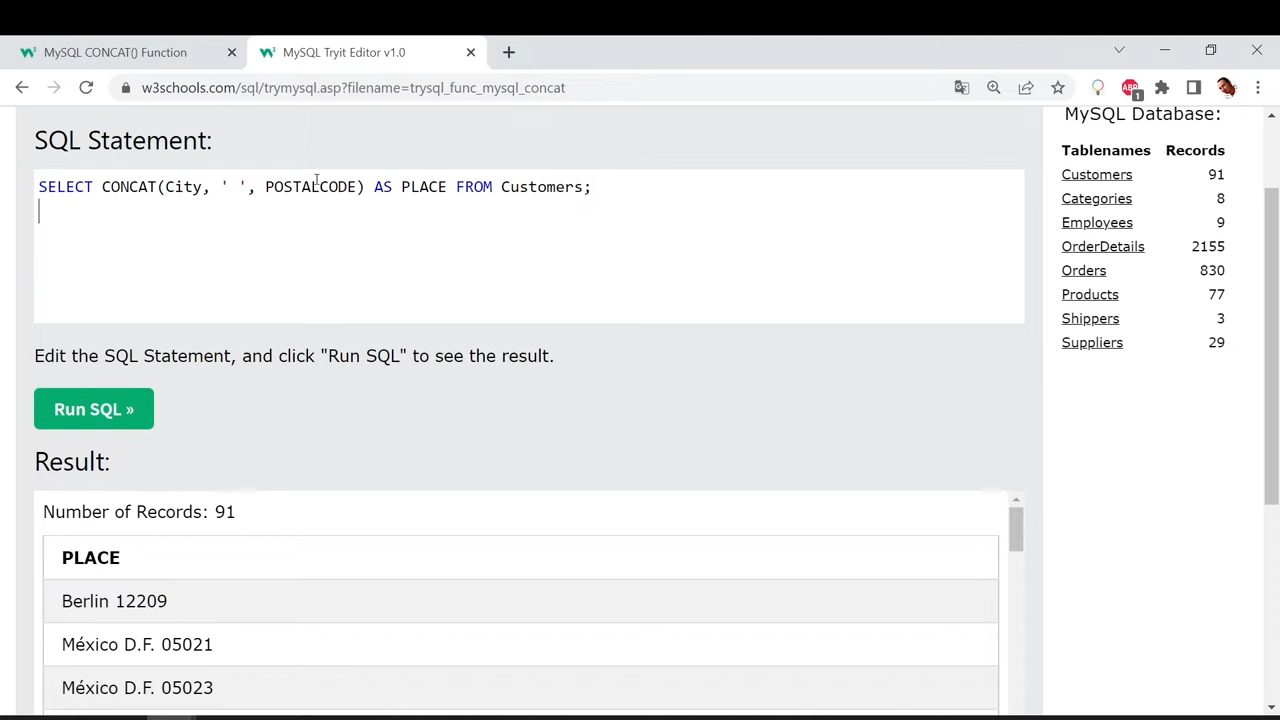 MySQL CONCAT() Function
MySQL Tryit Editor v1.0
w3schools.com/sql/trymysql.asp?filename=trysql_func_mysql_concat
ABP
1
SQL Statement:
SELECT CONCAT(City, ' ', POSTALCODE) AS PLACE FROM Customers;
Edit the SQL Statement, and click "Run SQL" to see the result.
Run SQL »
Result:
Number of Records: 91
PLACE
Berlin 12209
México D.F. 05021
México D.F. 05023
MySQL Database:
Tablenames Records
Customers 91
Categories 8
Employees 9
OrderDetails 2155
Orders 830
Products 77
Shippers 3
Suppliers 29